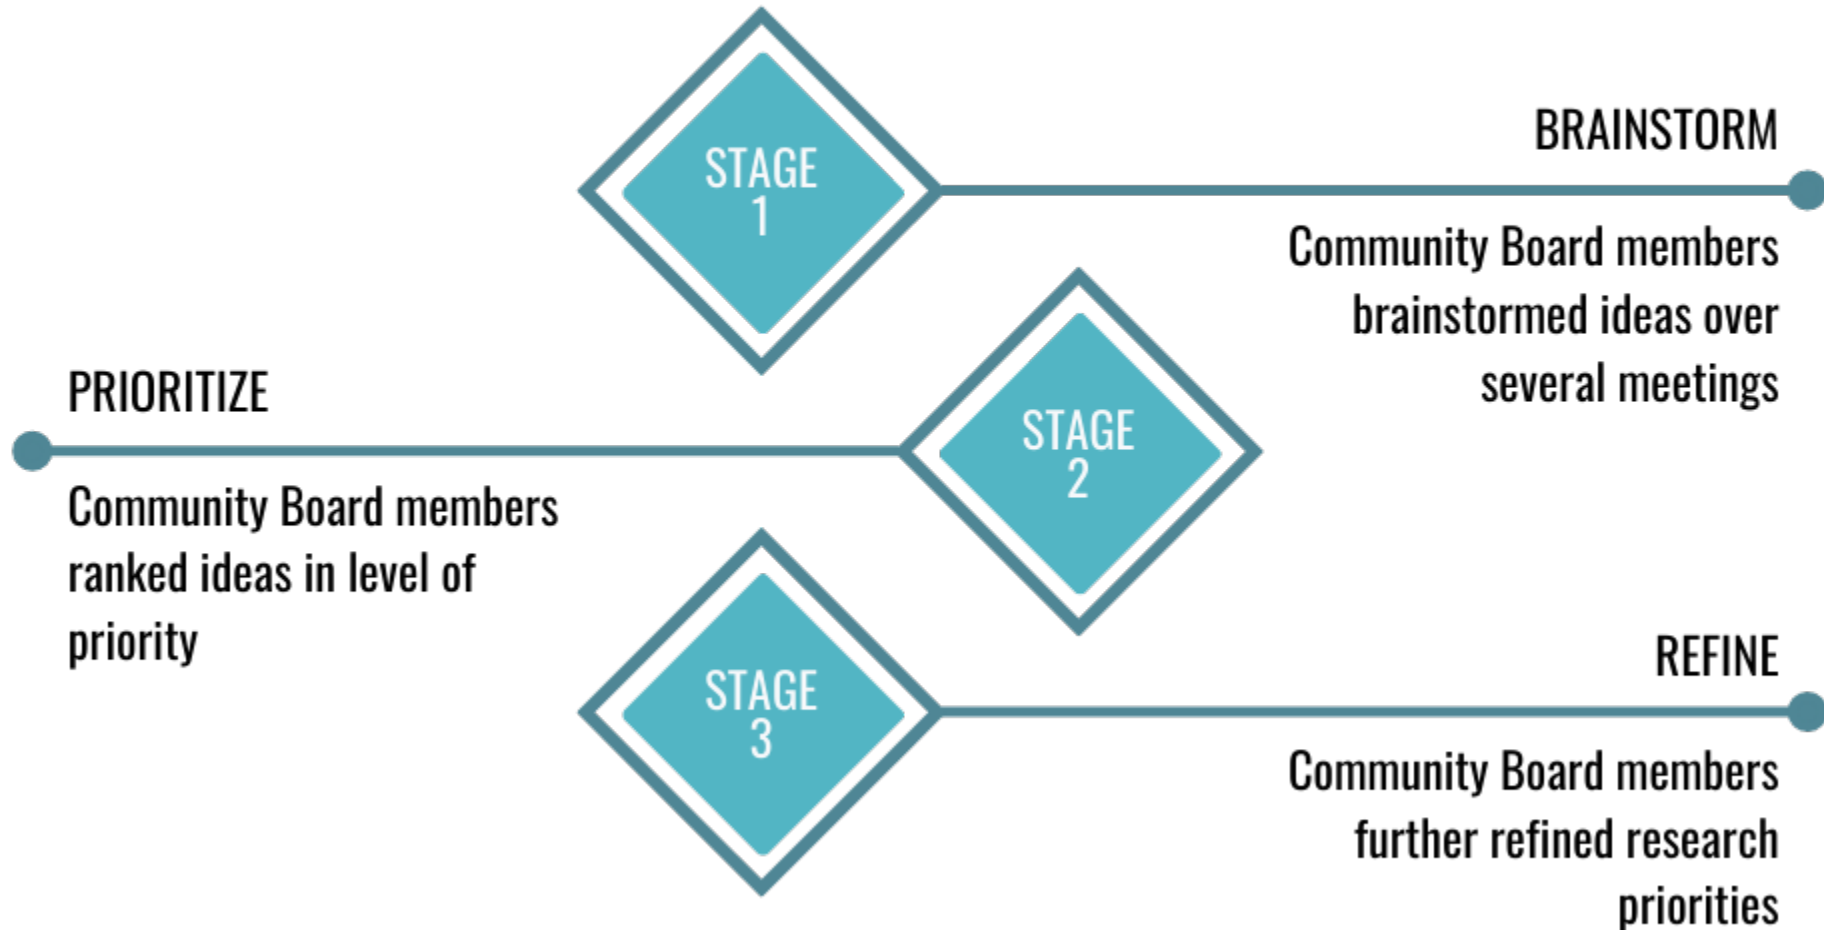 STAGE
1
BRAINSTORM
Community Board members
brainstormed ideas over
several meetings
STAGE
2
PRIORITIZE
Community Board members
ranked ideas in level of
priority
STAGE
3
REFINE
Community Board members
further refined research
priorities